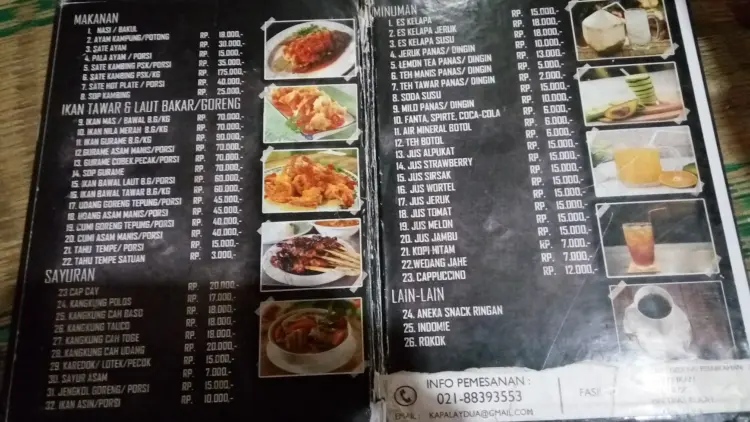 MAKANAN
1. NASI / BAKUL
2. AYAM KAMPUNG/POTONG RP. 18.000,-
3. SATE AYAM RP. 30.000,-
4. PALA AYAM / PORSI RP. 15.000,-
5. SATE KAMBING PSX/PORSI RP. 35.000,-
6. SATE KAMBING PSX/KG RP. 175.000,-
7. SATE HOT PLATE / PORSI RP. 40.000,-
8. SOP KAMBING RP. 25.000,-
IKAN TAWAR & LAUT BAKAR/GORENG
9. IKAN MAS / BAWAL B.G/KG RP. 70.000,-
10. IKAN NILA MERAH B.G/KG RP. 70.000,-
11. IKAN GURAME B.G/KG RP. 90.000,-
12. GURAME ASAM MANIS/PORSI RP. 70.000,-
13. GURAME COBEK,PECAK/PORSI RP. 70.000,-
14. SOP GURAME RP. 70.000,-
15. IKAN BAWAL LAUT B.G/PORSI RP. 60.000,-
16. IKAN BAWAL TAWAR B.G/KG RP. 60.000,-
17. UDANG GORENG TEPUNG/PORSI RP. 45.000,-
18. UDANG ASAM MANIS/PORSI RP. 45.000,-
19. CUMI GORENG TEPUNG/PORSI RP. 40.000,-
20. CUMI ASAM MANIS/PORSI RP. 40.000,-
21. TAHU TEMPE/ PORSI RP. 15.000,-
22. TAHU TEMPE SATUAN RP. 3.000,-
SAYURAN
23 CAP CAY RP. 20.000,-
24. KANGKUNG POLOS RP. 17.000,-
25. KANGKUNG CAH BASO RP. 18.000,-
26. KANGKUNG TAUCO RP. 18.000,-
27. KANGKUNG CAH TOGE RP. 19.000,-
28. KANGKUNG CAH UDANG RP. 20.000,-
29. KAREDOK/ LOTEK/PECOK RP. 15.000,-
30. SAYUR ASAM RP. 7.000,-
31. JENGKOL GORENG/ PORSI RP. 15.000,-
32. IKAN ASIN/PORSI RP. 10.000,-
MINUMAN
1. ES KELAPA RP. 15.000,-
2. ES KELAPA JERUK RP. 18.000,-
3. ES KELAPA SUSU RP. 18.000,-
4. JERUK PANAS/ DINGIN RP. 10.000,-
5. LEMON TEA PANAS/ DINGIN RP. 13.000,-
6. TEH MANIS PANAS/ DINGIN RP. 5.000,-
7. TEH TAWAR PANAS/ DINGIN RP. 2.000,-
8. SODA SUSU RP. 15.000,-
9. MILO PANAS/ DINGIN RP. 10.000,-
10. FANTA, SPIRTE, COCA-COLA RP. 6.000,-
11. AIR MINERAL BOTOL RP. 6.000,-
12. TEH BOTOL RP. 6.000,-
13. JUS ALPUKAT RP. 15.000,-
14. JUS STRAWBERRY RP. 15.000,-
15. JUS SIRSAK RP. 15.000,-
16. JUS WORTEL RP. 15.000,-
17. JUS JERUK RP. 15.000,-
18. JUS TOMAT RP. 15.000,-
19. JUS MELON RP. 15.000,-
20. JUS JAMBU RP. 15.000,-
21. KOPI HITAM RP. 7.000,-
22. WEDANG JAHE RP. 7.000,-
23. CAPPUCCINO RP. 12.000,-
LAIN-LAIN
24. ANEKA SNACK RINGAN
25. INDOMIE
26. ROKOK
INFO PEMESANAN :
021-88393553
EMAIL : KAPALAYDUA@GMAIL.COM